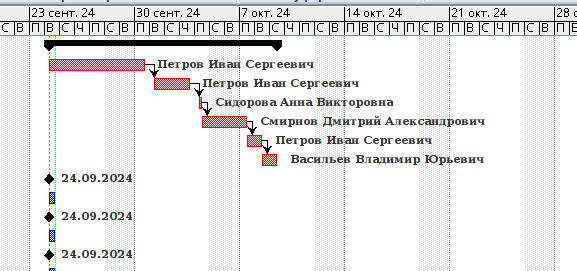 23 сент. 24 30 сент. 24 7 окт. 24 14 окт. 24 21 окт. 24 28
С В П В С Ч П С В П В С Ч П С В П В С Ч П С В П В С Ч П С В П В С Ч П С В П В
Петров Иван Сергеевич
Петров Иван Сергеевич
Сидорова Анна Викторовна
Смирнов Дмитрий Александрович
Петров Иван Сергеевич
Васильев Владимир Юрьевич
24.09.2024
24.09.2024
24.09.2024